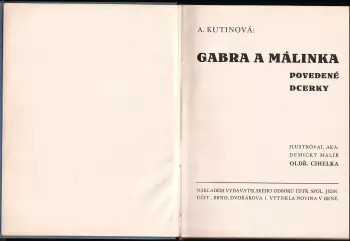 A. KUTINOVÁ:
GABRA A MÁLINKA
POVEDENÉ
DCERKY
ILUSTROVAL AKA-
DEMICKÝ MALÍŘ
OLDŘ. CIHELKA
NÁKLADEM VYDAVATELSKÉHO ODBORU ÚSTŘ. SPOL. JEDN.
UČIT., BRNO, DVOŘÁKOVA 1. VYTISKLA NOVINA V BRNĚ.